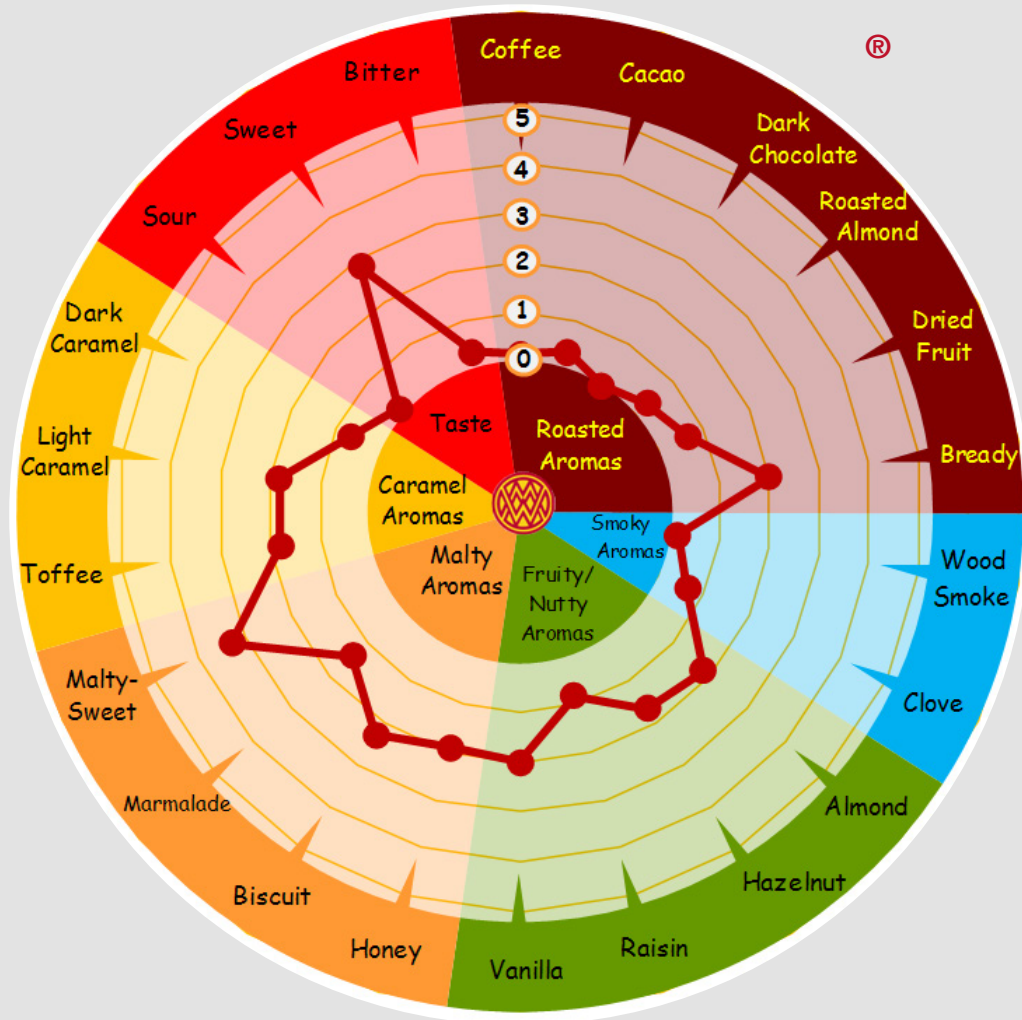 ®
Coffee
Cacao
Dark
Chocolate
Roasted
Almond
Dried
Fruit
Bready
Wood
Smoke
Clove
Almond
Hazelnut
Raisin
Vanilla
Honey
Biscuit
Marmalade
Malty-
Sweet
Toffee
Light
Caramel
Dark
Caramel
Sour
Sweet
Bitter
5
4
3
2
1
0
Taste
Roasted
Aromas
Smoky
Aromas
Fruity/
Nutty
Aromas
Malty
Aromas
Caramel
Aromas